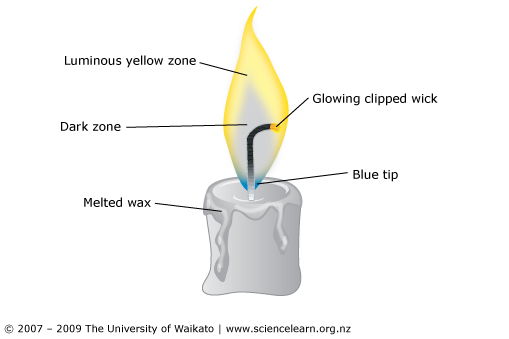 Luminous yellow zone
Glowing clipped wick
Dark zone
Blue tip
Melted wax
© 2007 – 2009 The University of Waikato | www.sciencelearn.org.nz